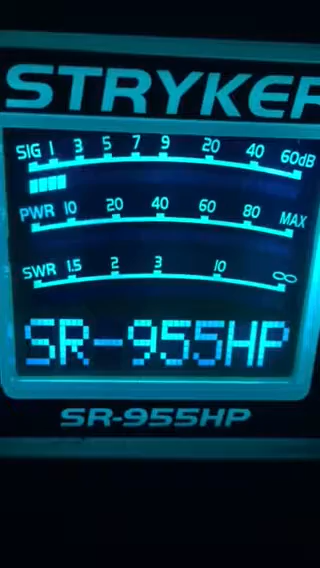 STRYKER
SIG 1 3 5 7 9 20 40 60dB
PWR 10 20 40 60 80 MAX
SWR 1.5 2 3 10 ∞
SR-955HP
SR-955HP